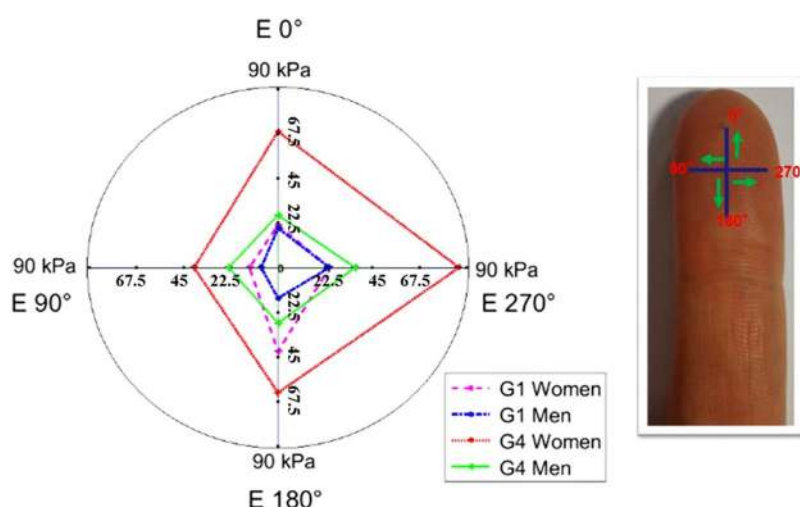 E 0°
90 kPa
67.5
45
22.5
90 kPa
67.5
45
22.5
0
22.5
45
67.5
90 kPa
E 90°
E 270°
22.5
45
67.5
90 kPa
E 180°
G1 Women
G1 Men
G4 Women
G4 Men
0°
90°
270
180°